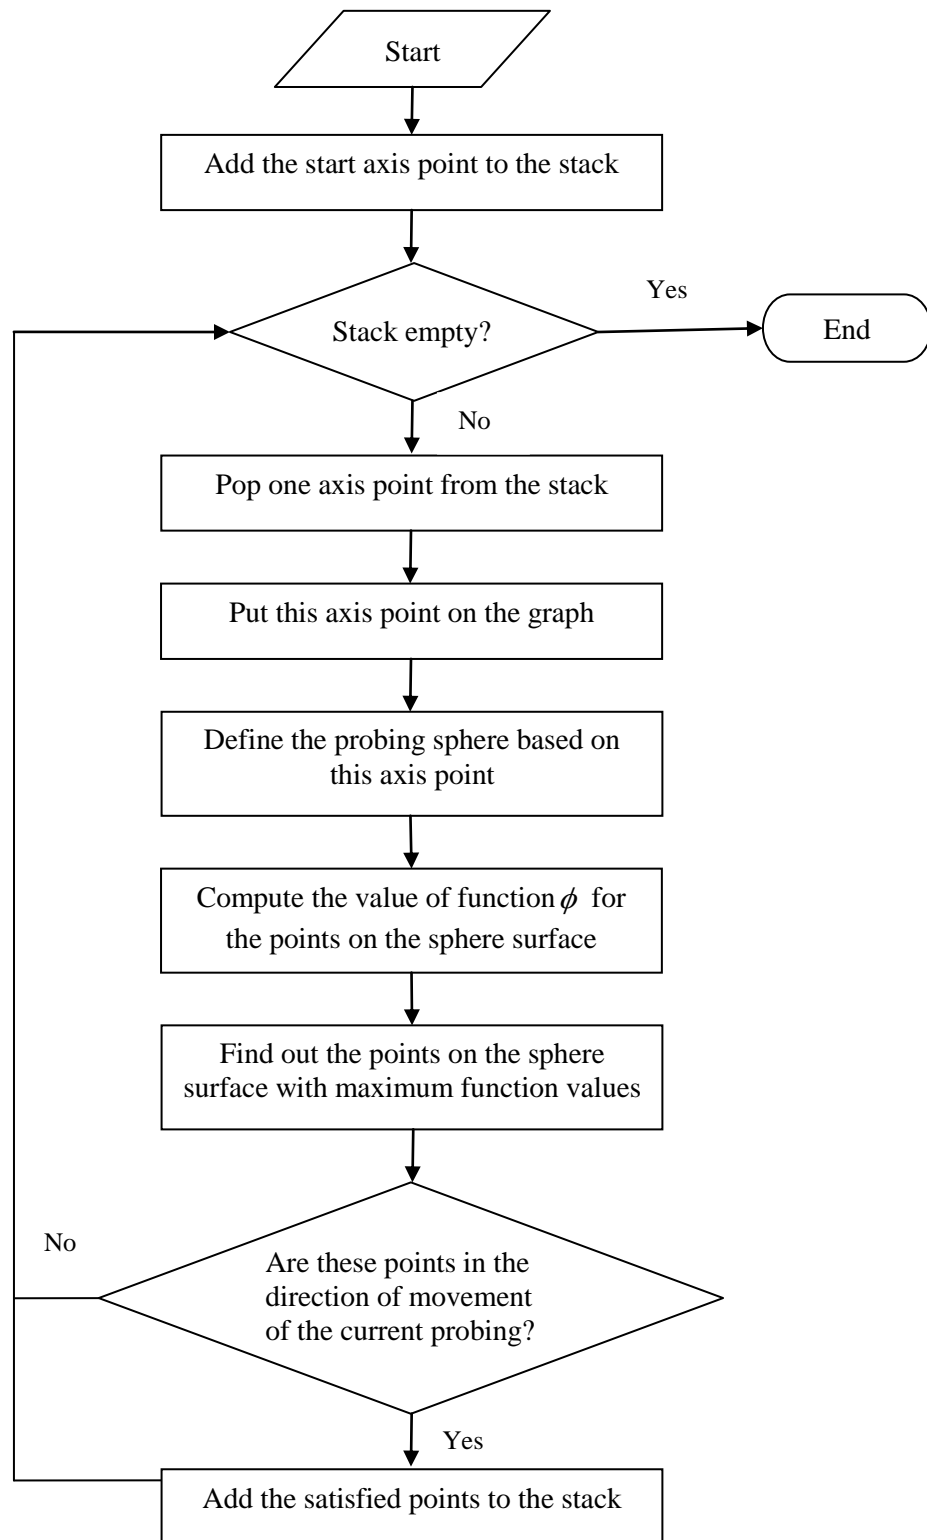 Start
Add the start axis point to the stack
Yes
Stack empty?
End
No
Pop one axis point from the stack
Put this axis point on the graph
Define the probing sphere based on
this axis point
Compute the value of function ϕ for
the points on the sphere surface
Find out the points on the sphere
surface with maximum function values
No
Are these points in the
direction of movement
of the current probing?
Yes
Add the satisfied points to the stack